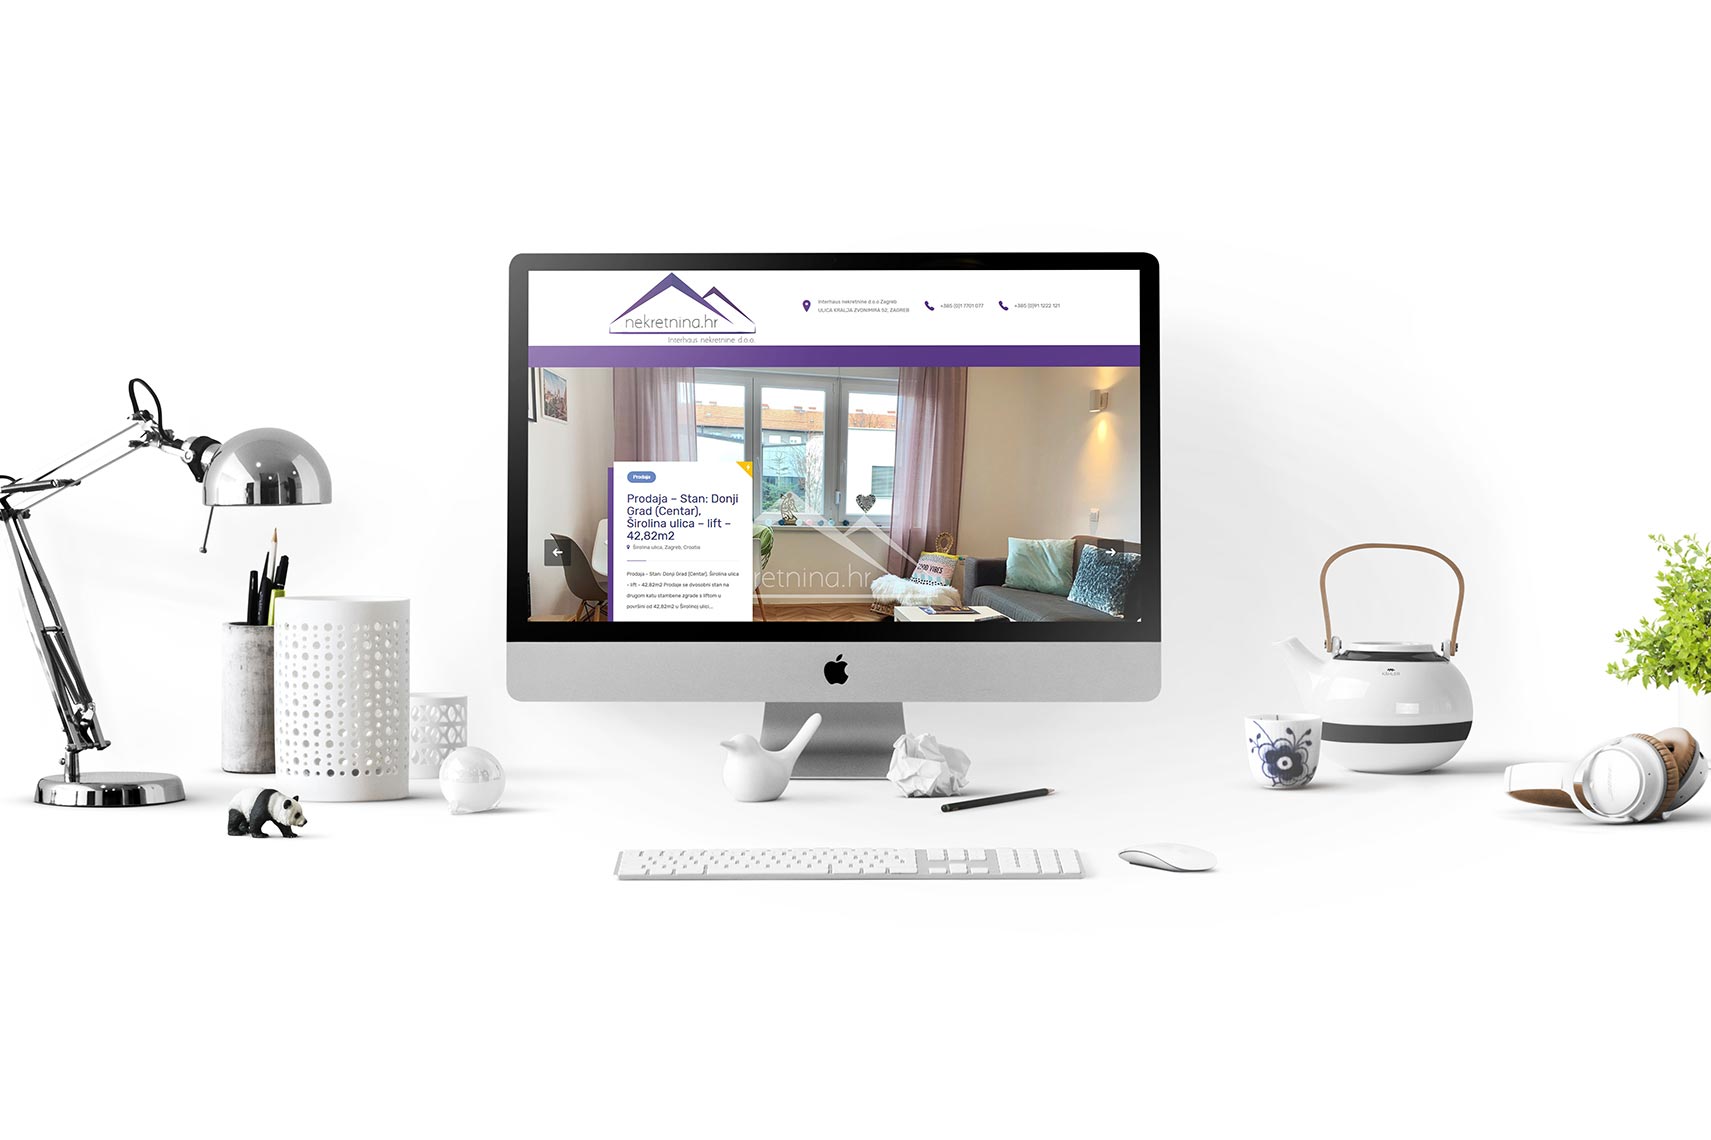 nekretnina.hr
Interhaus nekretnine d.o.o.
Interhaus nekretnine d.o.o Zagreb
ULICA KRALJA ZVONIMIRA 52, ZAGREB
+385 (0)1 7701 077
+385 (0)91 1222 121
Prodaja
Prodaja – Stan: Donji
Grad (Centar),
Širolina ulica – lift –
42,82m2
Širolina ulica, Zagreb, Croatia
Prodaja - Stan: Donji Grad (Centar), Širolina ulica
- lift - 42,82m2 Prodaje se dvosobni stan na
drugom katu stambene zgrade s liftom u
površini od 42,82m2 u Širolinoj ulici...
retnina.hr
GOOD VIBES
KÄHLER